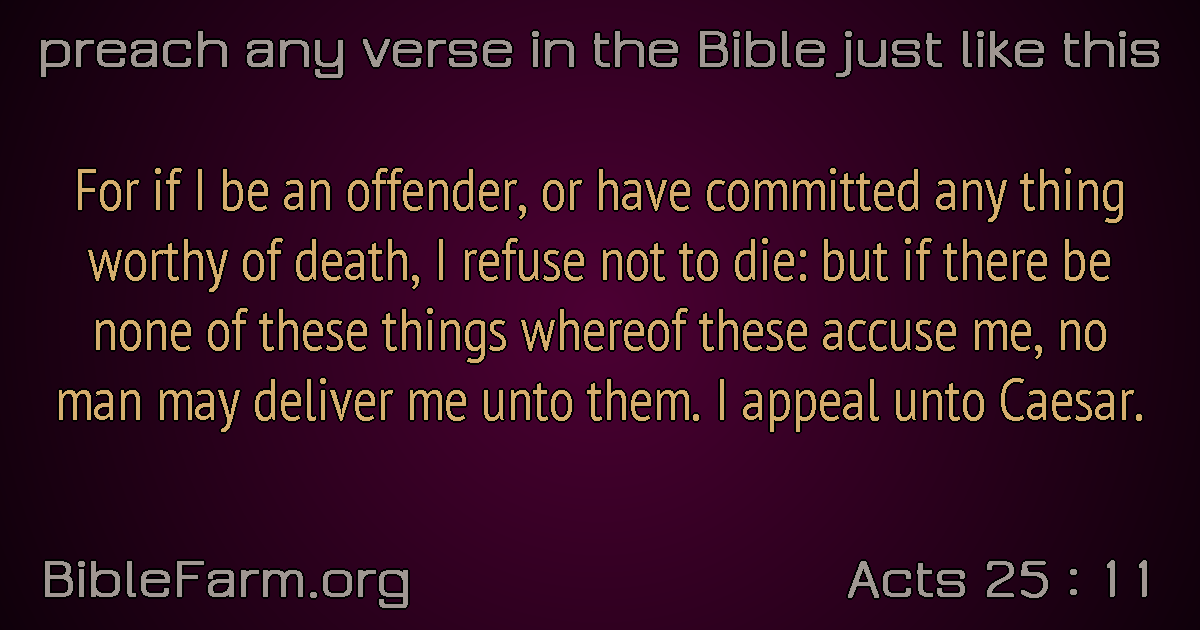 preach any verse in the Bible just like this
For if I be an offender, or have committed any thing
worthy of death, I refuse not to die: but if there be
none of these things whereof these accuse me, no
man may deliver me unto them. I appeal unto Caesar.
BibleFarm.org
Acts 25 : 11